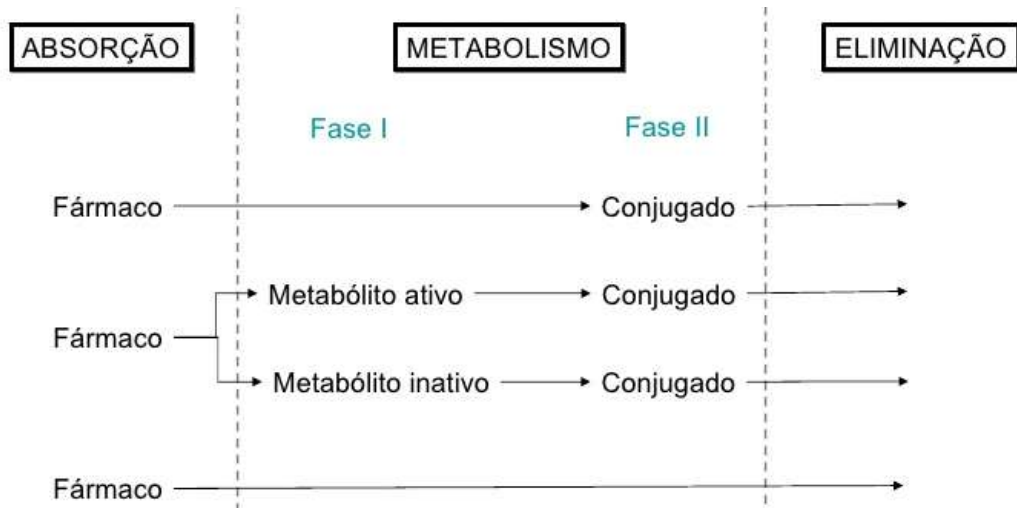 ABSORÇÃO METABOLISMO ELIMINAÇÃO
Fase I Fase II
Fármaco Conjugado
Metabólito ativo Conjugado
Fármaco
Metabólito inativo Conjugado
Fármaco